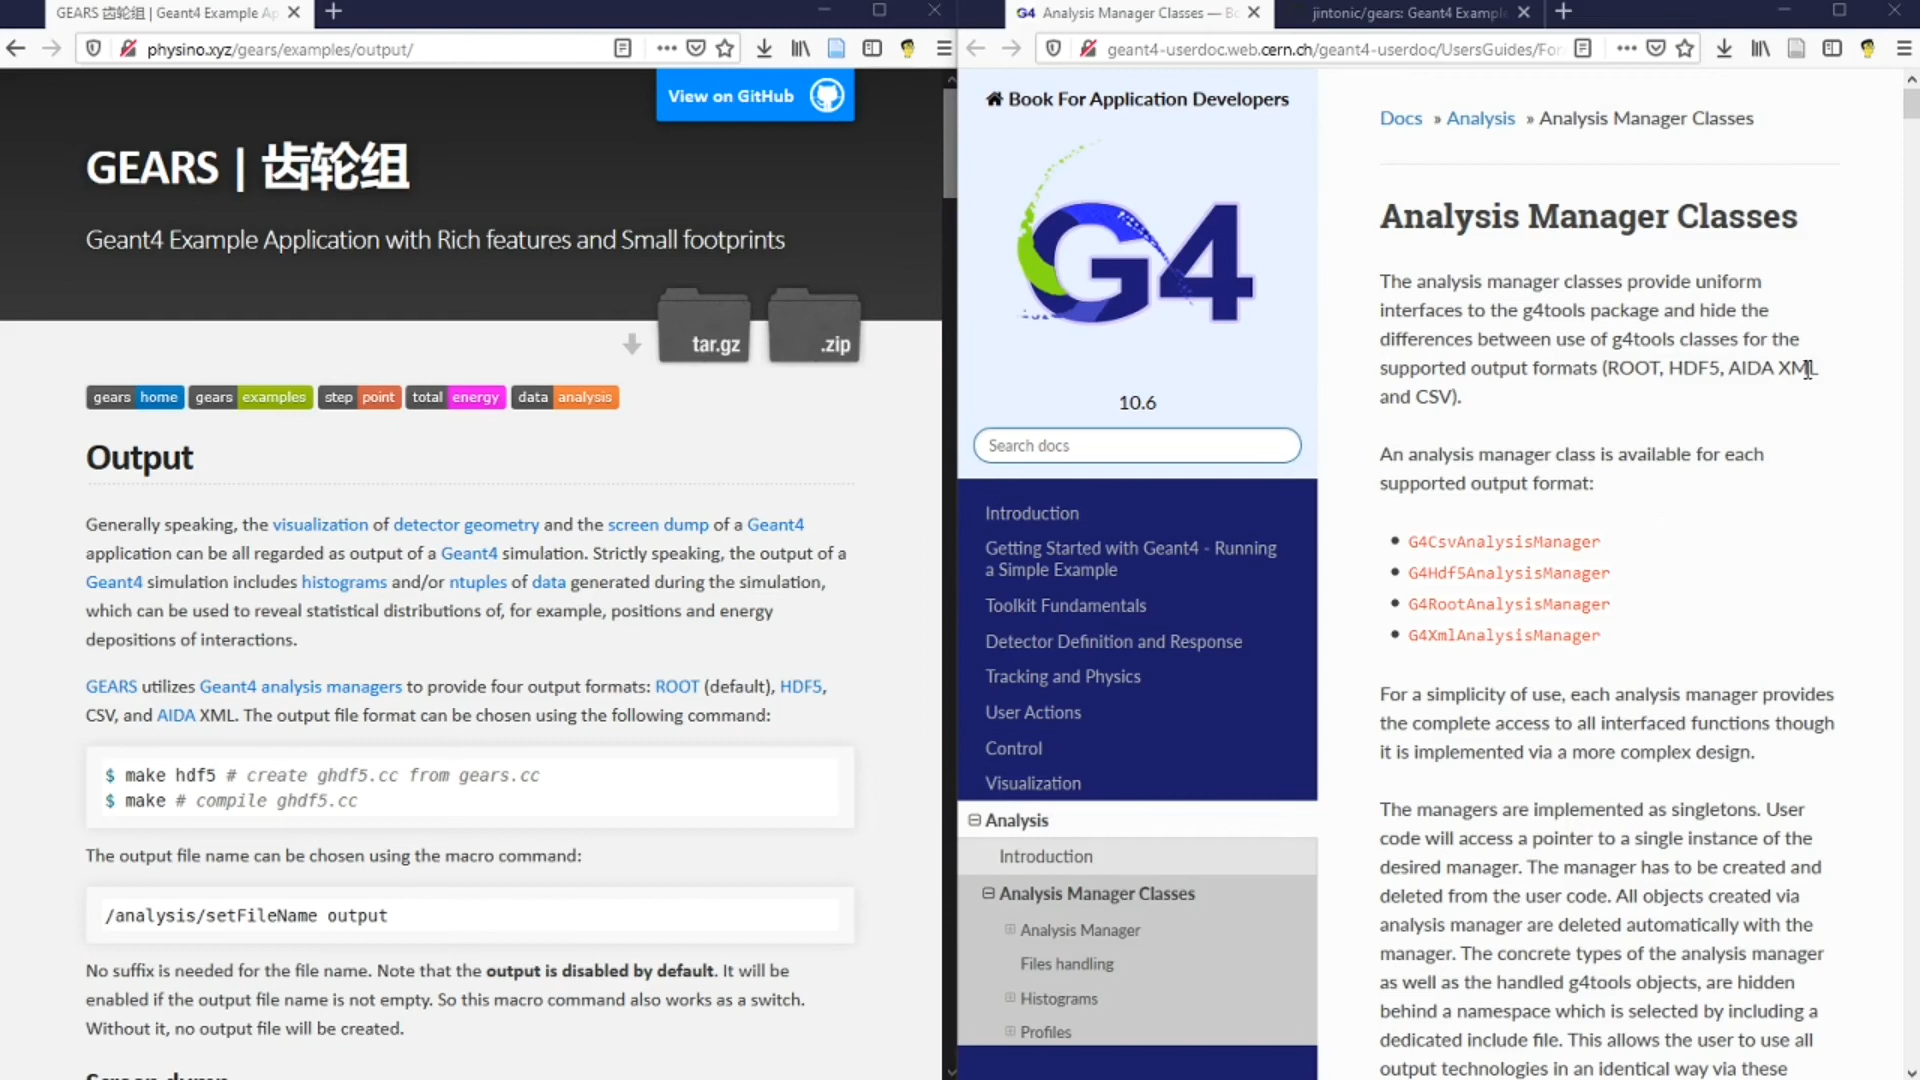 GEARS 齿轮组 | Geant4 Example Ap
physino.xyz/gears/examples/output/
View on GitHub
GEARS | 齿轮组
Geant4 Example Application with Rich features and Small footprints
tar.gz
.zip
gears home gears examples step point total energy data analysis
Output
Generally speaking, the visualization of detector geometry and the screen dump of a Geant4
application can be all regarded as output of a Geant4 simulation. Strictly speaking, the output of a
Geant4 simulation includes histograms and/or ntuples of data generated during the simulation,
which can be used to reveal statistical distributions of, for example, positions and energy
depositions of interactions.
GEARS utilizes Geant4 analysis managers to provide four output formats: ROOT (default), HDF5,
CSV, and AIDA XML. The output file format can be chosen using the following command:
$ make hdf5 # create ghdf5.cc from gears.cc
$ make # compile ghdf5.cc
The output file name can be chosen using the macro command:
/analysis/setFileName output
No suffix is needed for the file name. Note that the output is disabled by default. It will be
enabled if the output file name is not empty. So this macro command also works as a switch.
Without it, no output file will be created.
Screen dump
G4 Analysis Manager Classes — Bo
jintonic/gears: Geant4 Example
geant4-userdoc.web.cern.ch/geant4-userdoc/UsersGuides/For
Book For Application Developers
G4
10.6
Search docs
Introduction
Getting Started with Geant4 - Running
a Simple Example
Toolkit Fundamentals
Detector Definition and Response
Tracking and Physics
User Actions
Control
Visualization
Analysis
Introduction
Analysis Manager Classes
Analysis Manager
Files handling
Histograms
Profiles
Docs » Analysis » Analysis Manager Classes
Analysis Manager Classes
The analysis manager classes provide uniform
interfaces to the g4tools package and hide the
differences between use of g4tools classes for the
supported output formats (ROOT, HDF5, AIDA XML
and CSV).
An analysis manager class is available for each
supported output format:
• G4CsvAnalysisManager
• G4Hdf5AnalysisManager
• G4RootAnalysisManager
• G4XmlAnalysisManager
For a simplicity of use, each analysis manager provides
the complete access to all interfaced functions though
it is implemented via a more complex design.
The managers are implemented as singletons. User
code will access a pointer to a single instance of the
desired manager. The manager has to be created and
deleted from the user code. All objects created via
analysis manager are deleted automatically with the
manager. The concrete types of the analysis manager
as well as the handled g4tools objects, are hidden
behind a namespace which is selected by including a
dedicated include file. This allows the user to use all
output technologies in an identical way via these